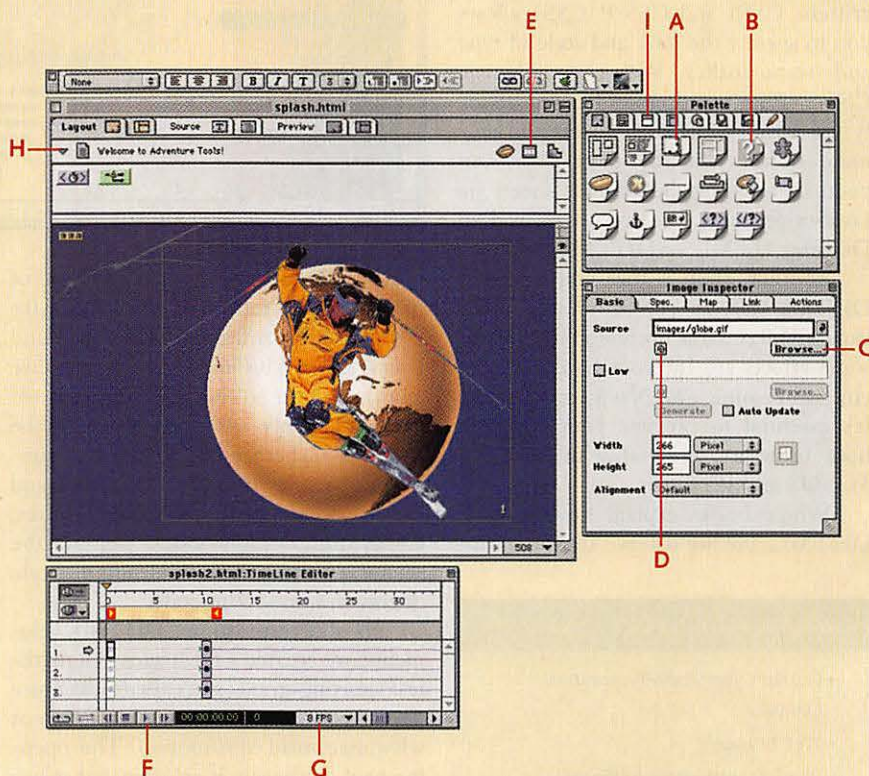 E I A B
None B I T 3
splash.html
Palette
Layout Source Preview
H
Welcome to Adventure Tools!
Image Inspector
Basic Spec. Map Link Actions
Source images/globe.gif
Browse... C
Low
Browse...
Generate Auto Update
Width 266 Pixel
Height 265 Pixel
Alignment Default
D
508
splash2.html:TimeLine Editor
0 5 10 15 20 25 30
1.
2.
3.
00:00:00.00 0 8 FPS
F G